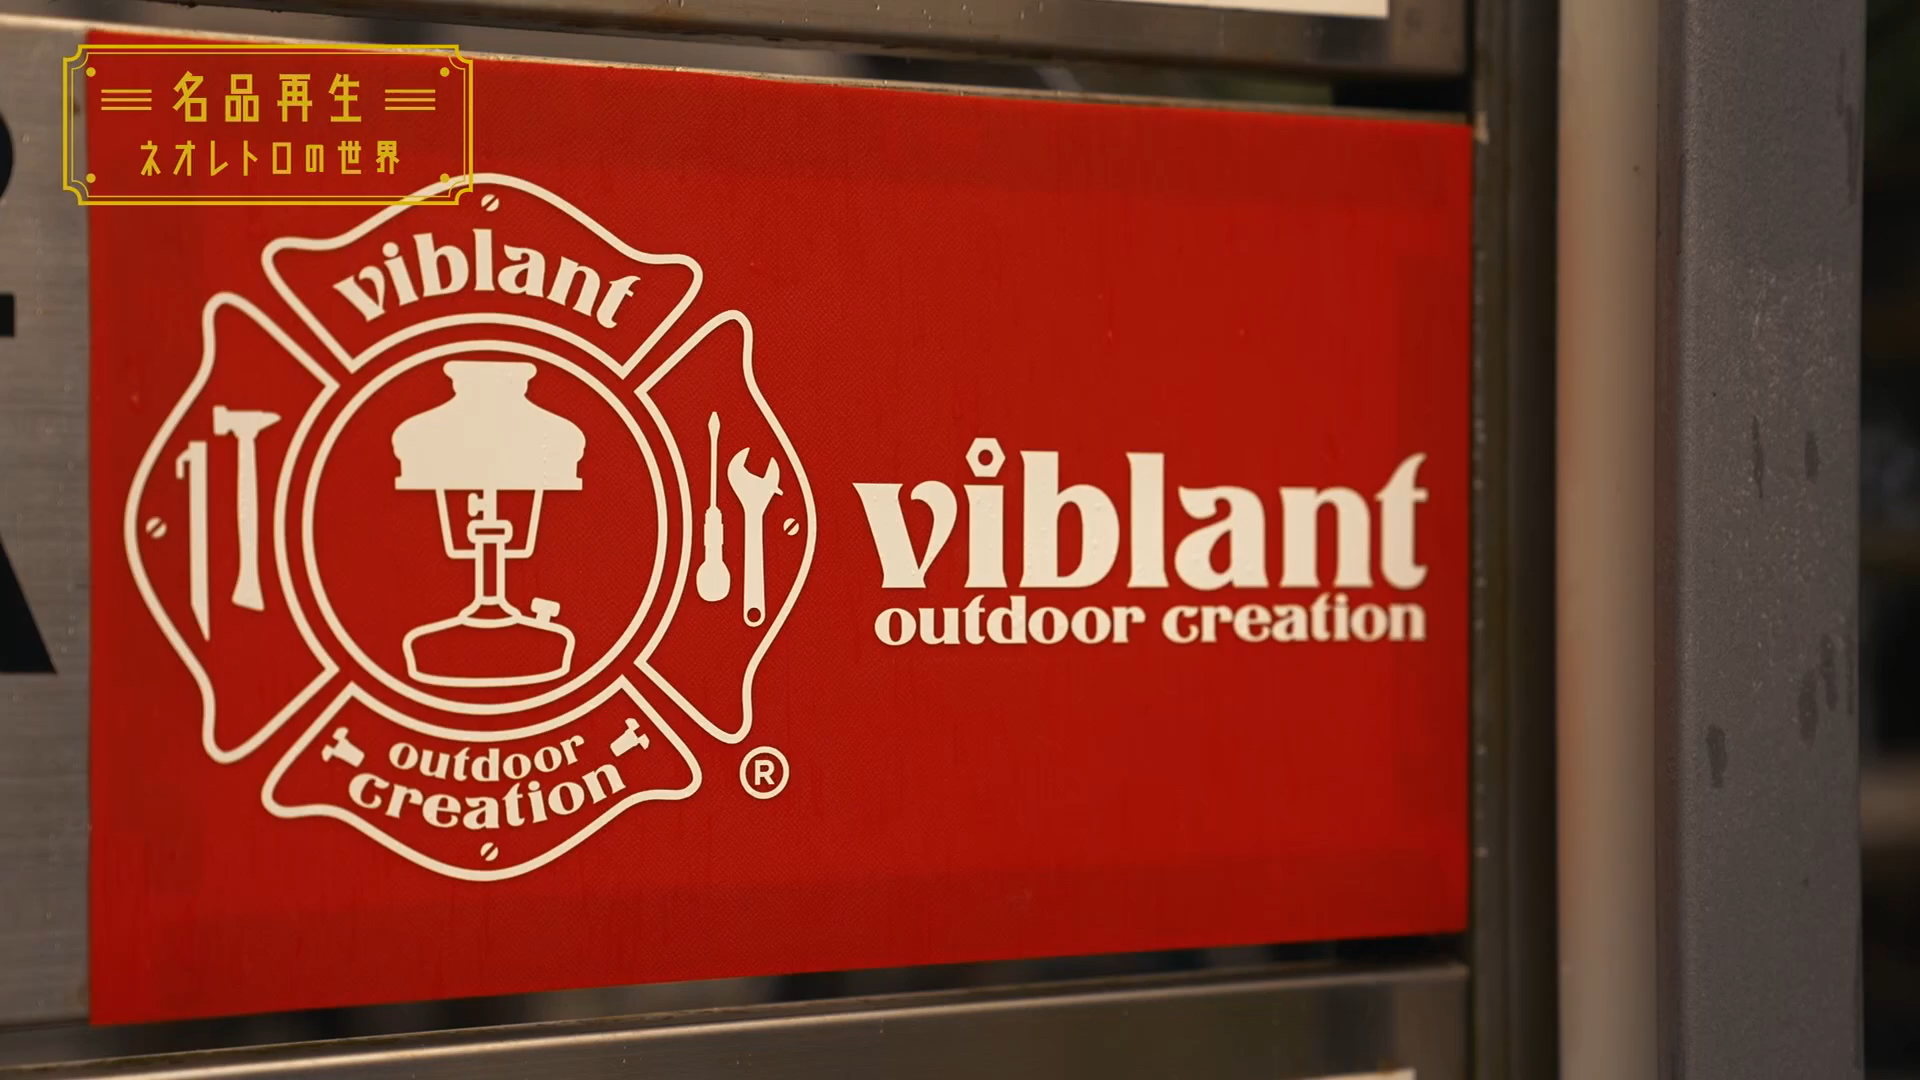 名品再生
ネオレトロの世界
viblant
outdoor
creation
®
viblant
outdoor creation